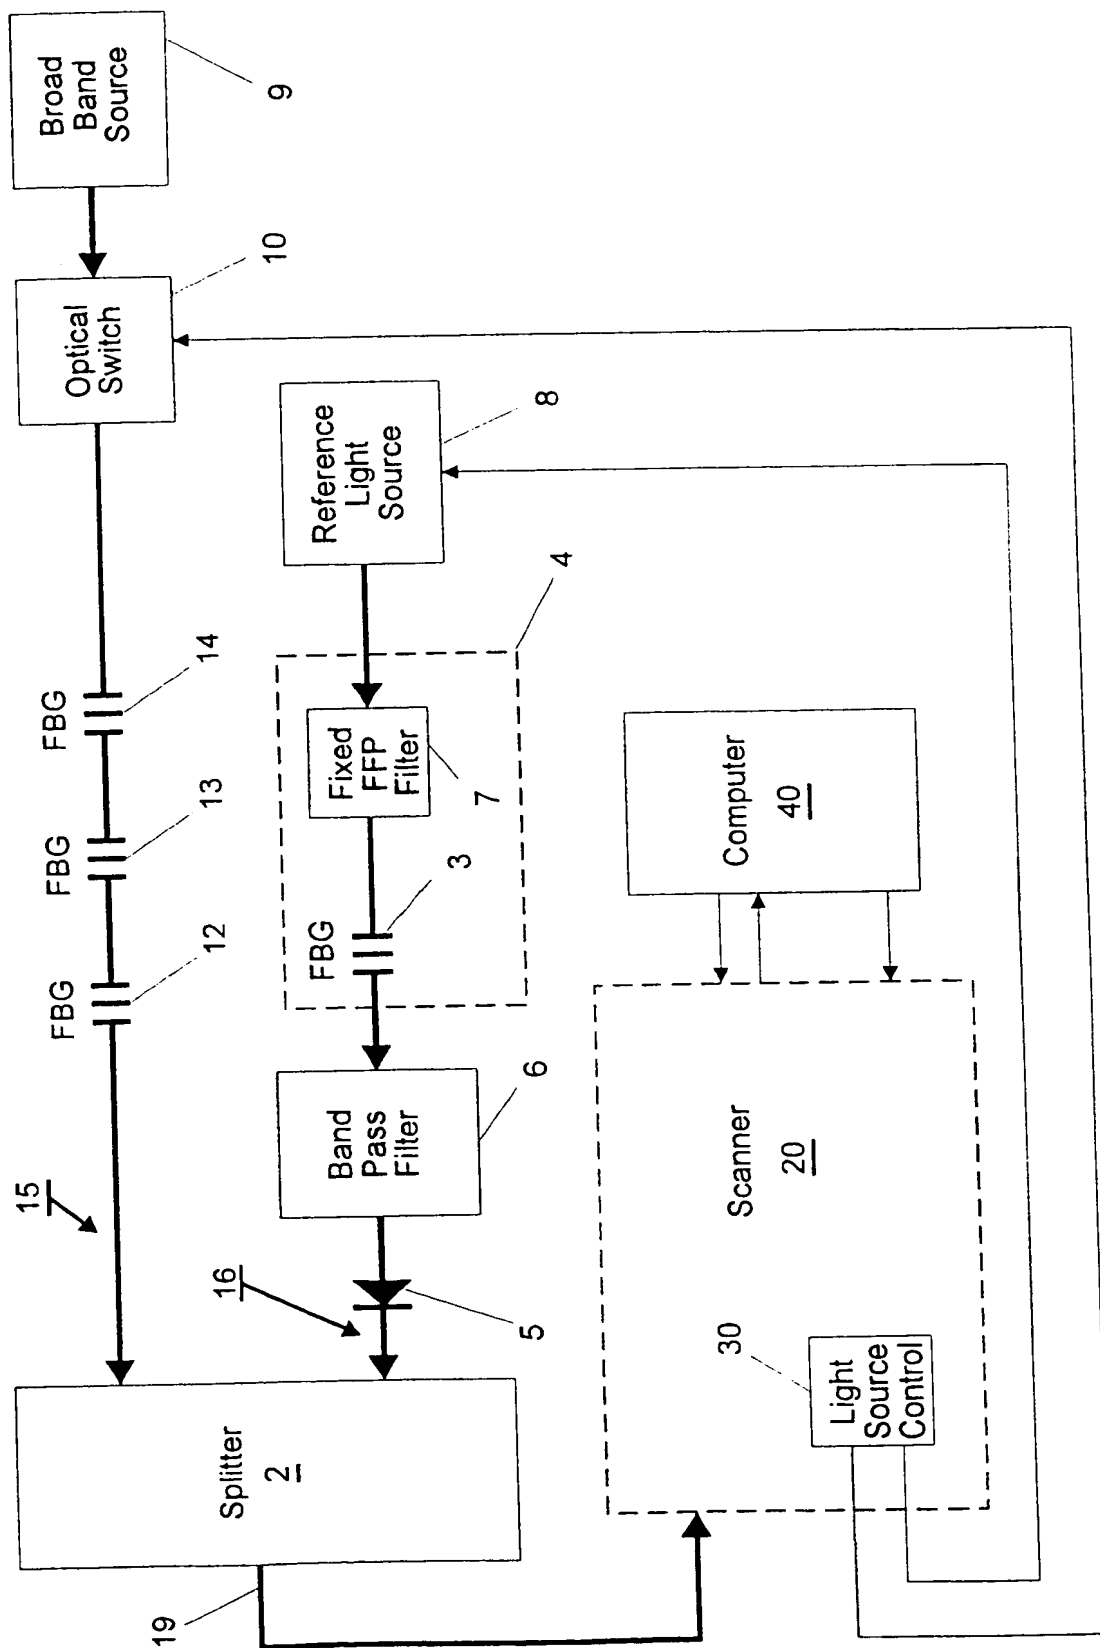 Broad
Band
Source
9
Optical
Switch
10
FBG
14
FBG
13
FBG
12
15
Reference
Light
Source
8
4
Fixed
FFP
Filter
7
FBG
3
Band
Pass
Filter
6
16
5
Splitter
2
19
Computer
40
Scanner
20
30
Light
Source
Control